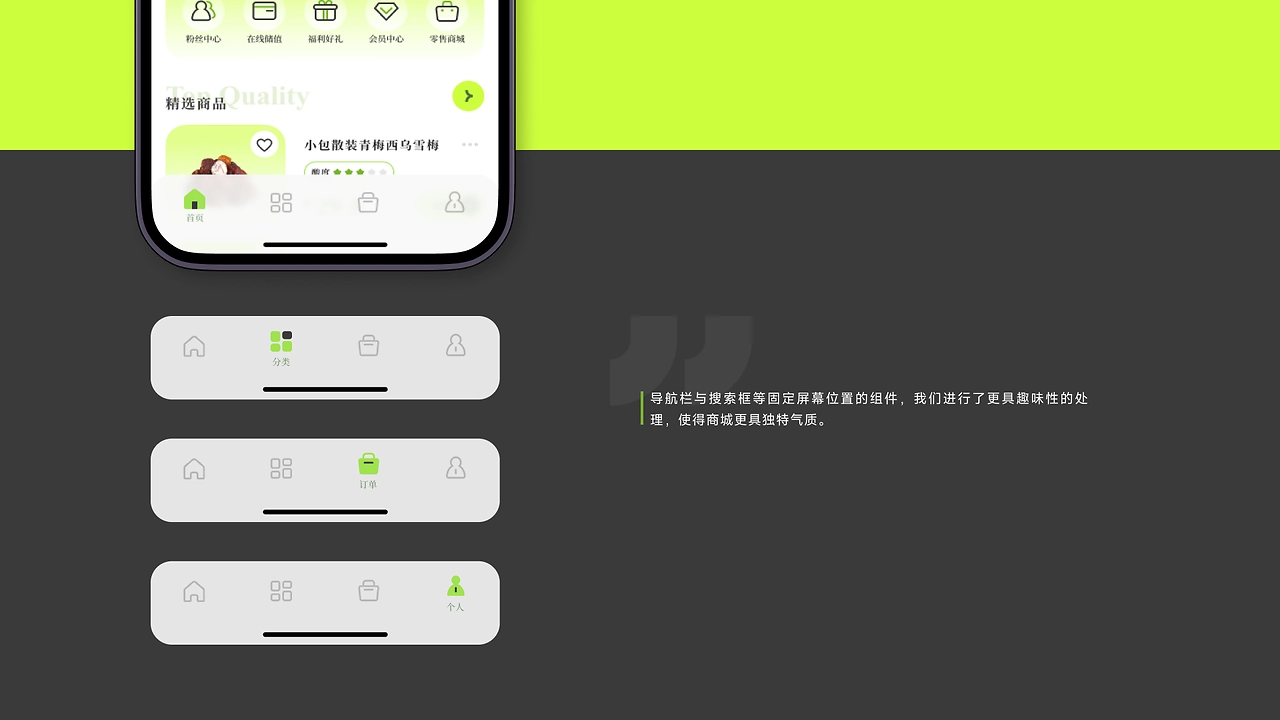 粉丝中心 在线储值 福利好礼 会员中心 零售商城
Top Quality
精选商品
小包散装青梅西乌雪梅
酸度
首页
分类
导航栏与搜索框等固定屏幕位置的组件，我们进行了更具趣味性的处
理，使得商城更具独特气质。
订单
个人